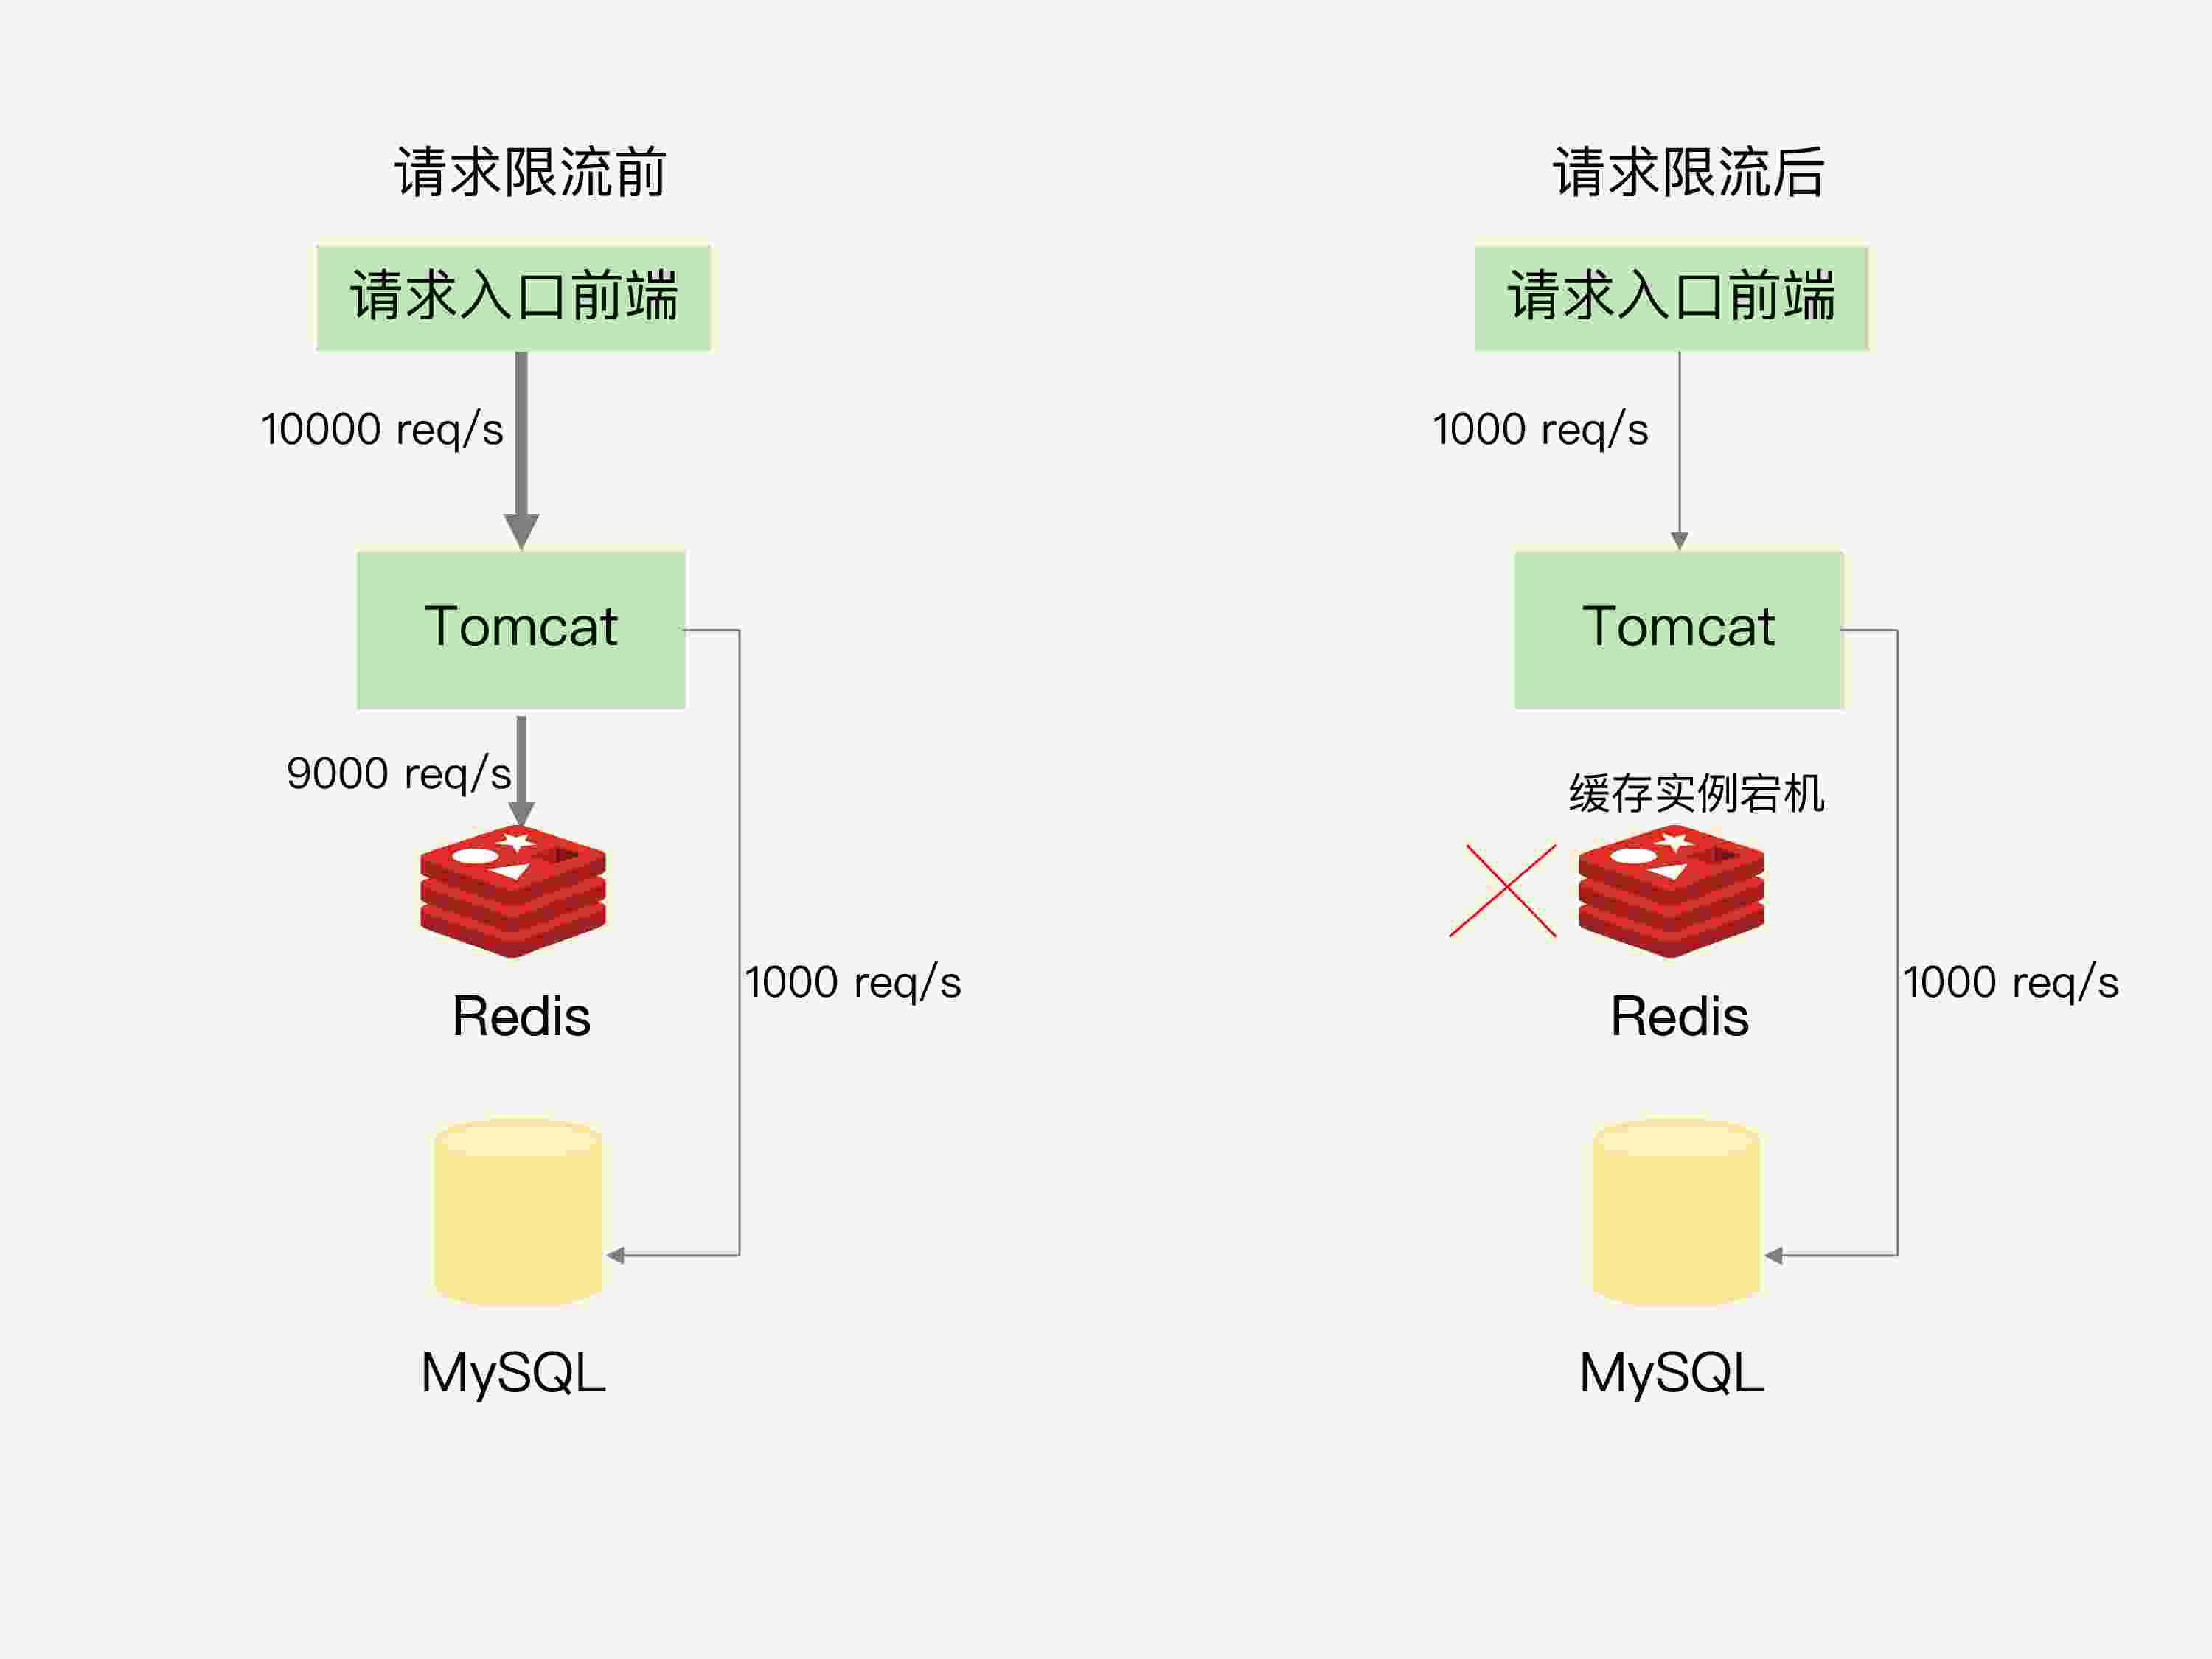 请求限流前
请求入口前端
10000 req/s
Tomcat
9000 req/s
Redis
1000 req/s
MySQL
请求限流后
请求入口前端
1000 req/s
Tomcat
缓存实例宕机
Redis
1000 req/s
MySQL